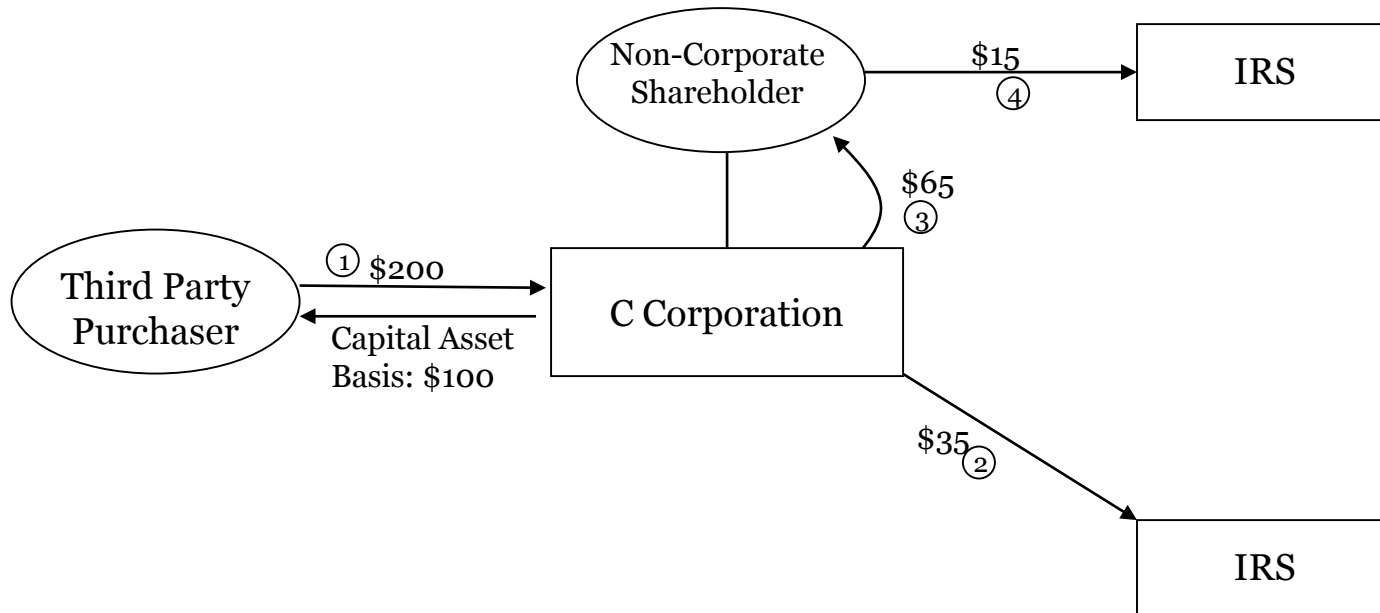 Non-Corporate
Shareholder
$15
④
IRS
$65
③
Third Party
Purchaser
① $200
Capital Asset
Basis: $100
C Corporation
$35
②
IRS